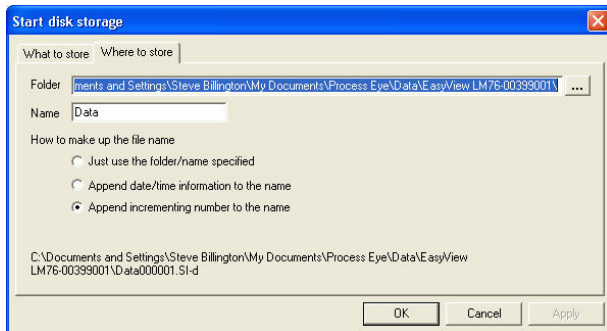 Start disk storage
What to store
Where to store
Folder
ments and Settings\Steve Billington\My Documents\Process Eye\Data\EasyView LM76-00399001\
...
Name
Data
How to make up the file name
Just use the folder/name specified
Append date/time information to the name
Append incrementing number to the name
C:\Documents and Settings\Steve Billington\My Documents\Process Eye\Data\EasyView
LM76-00399001\Data000001.SI-d
OK
Cancel
Apply